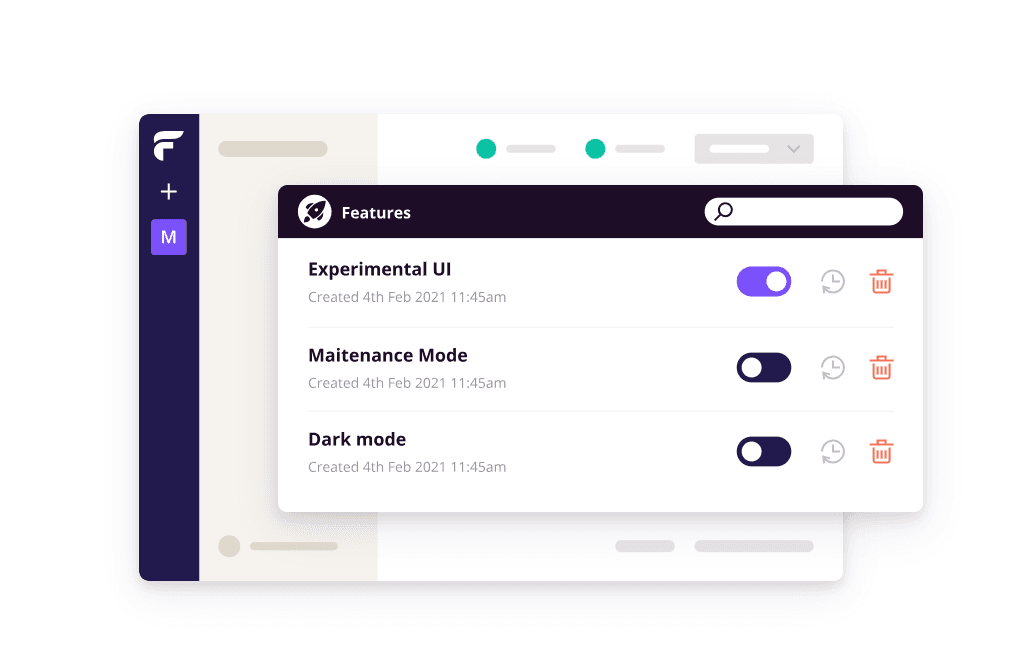 M
Features
Experimental UI
Created 4th Feb 2021 11:45am
Maitenance Mode
Created 4th Feb 2021 11:45am
Dark mode
Created 4th Feb 2021 11:45am